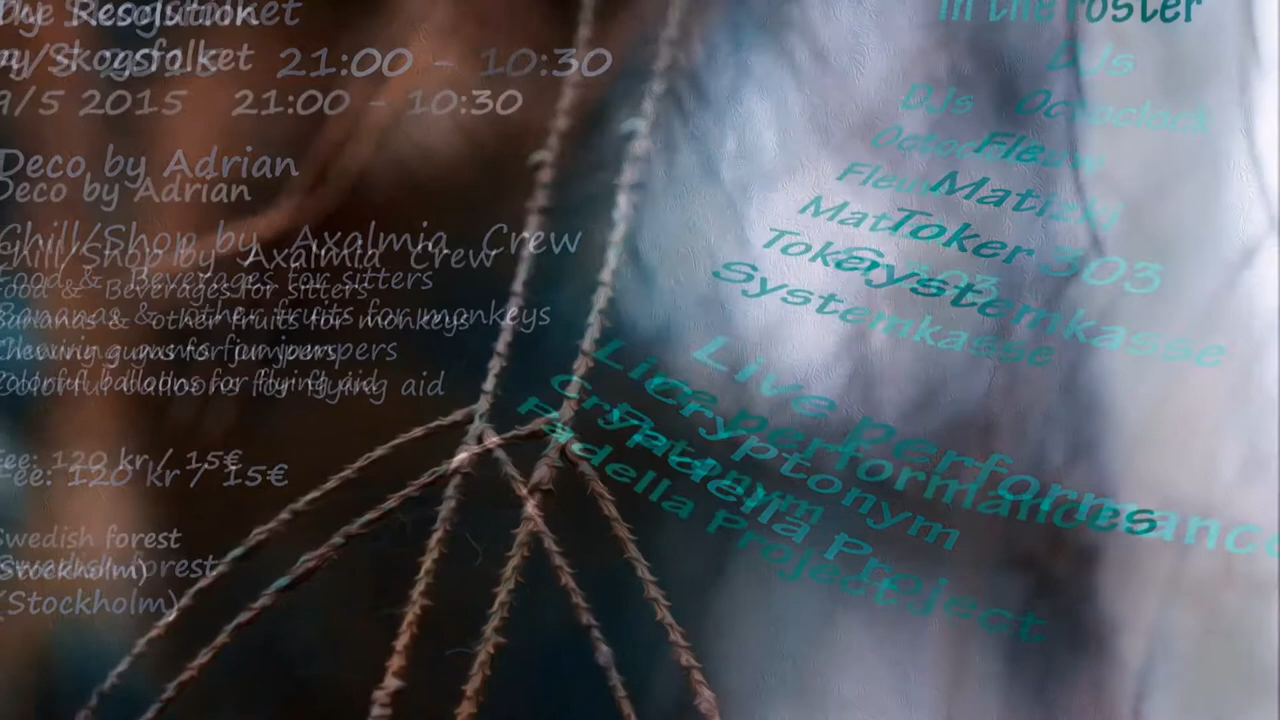 by Skogsfolket
9/5 2015 21:00 - 10:30
Deco by Adrian
Chill/Shop by Axalmia Crew
Food & Beverages for sitters
Bananas & other fruits for monkeys
Chewing gums for jumpers
Colorful balloons for flying aid
Fee: 120 kr / 15€
Swedish forest
(Stockholm)
In the roster
DJs
Octoclock
Fleuw
Matizki
Toker 303
Systemkasse
Live performances
Cryptonym
Padella Project